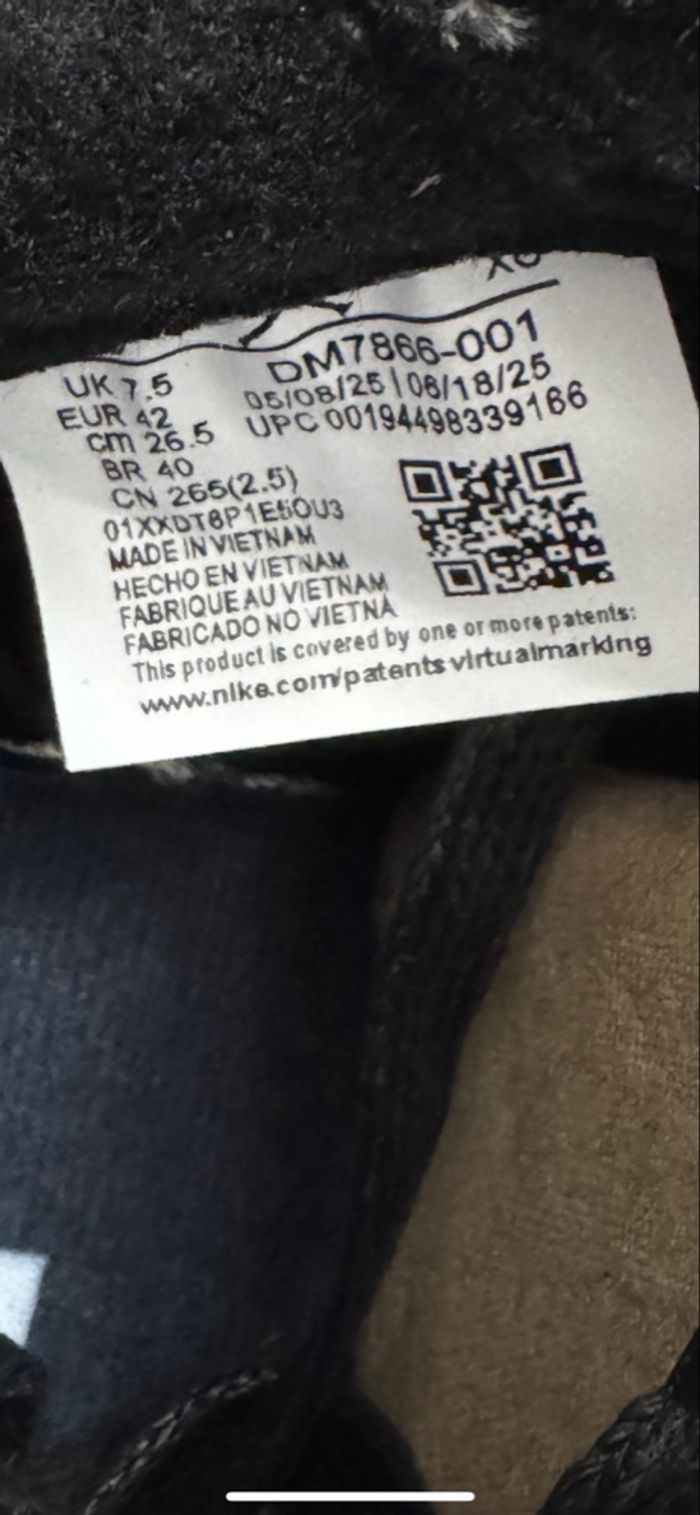 DM7866-001
05/08/25 | 06/18/25
UPC 00194498339166
UK 7.5
EUR 42
cm 26.5
BR 40
CN 265(2.5)
MADE IN VIETNAM
HECHO EN VIETNAM
FABRIQUE AU VIETNAM
FABRICADO NO VIETNÃ
This product is covered by one or more patents:
www.nike.com/patents virtualmarking